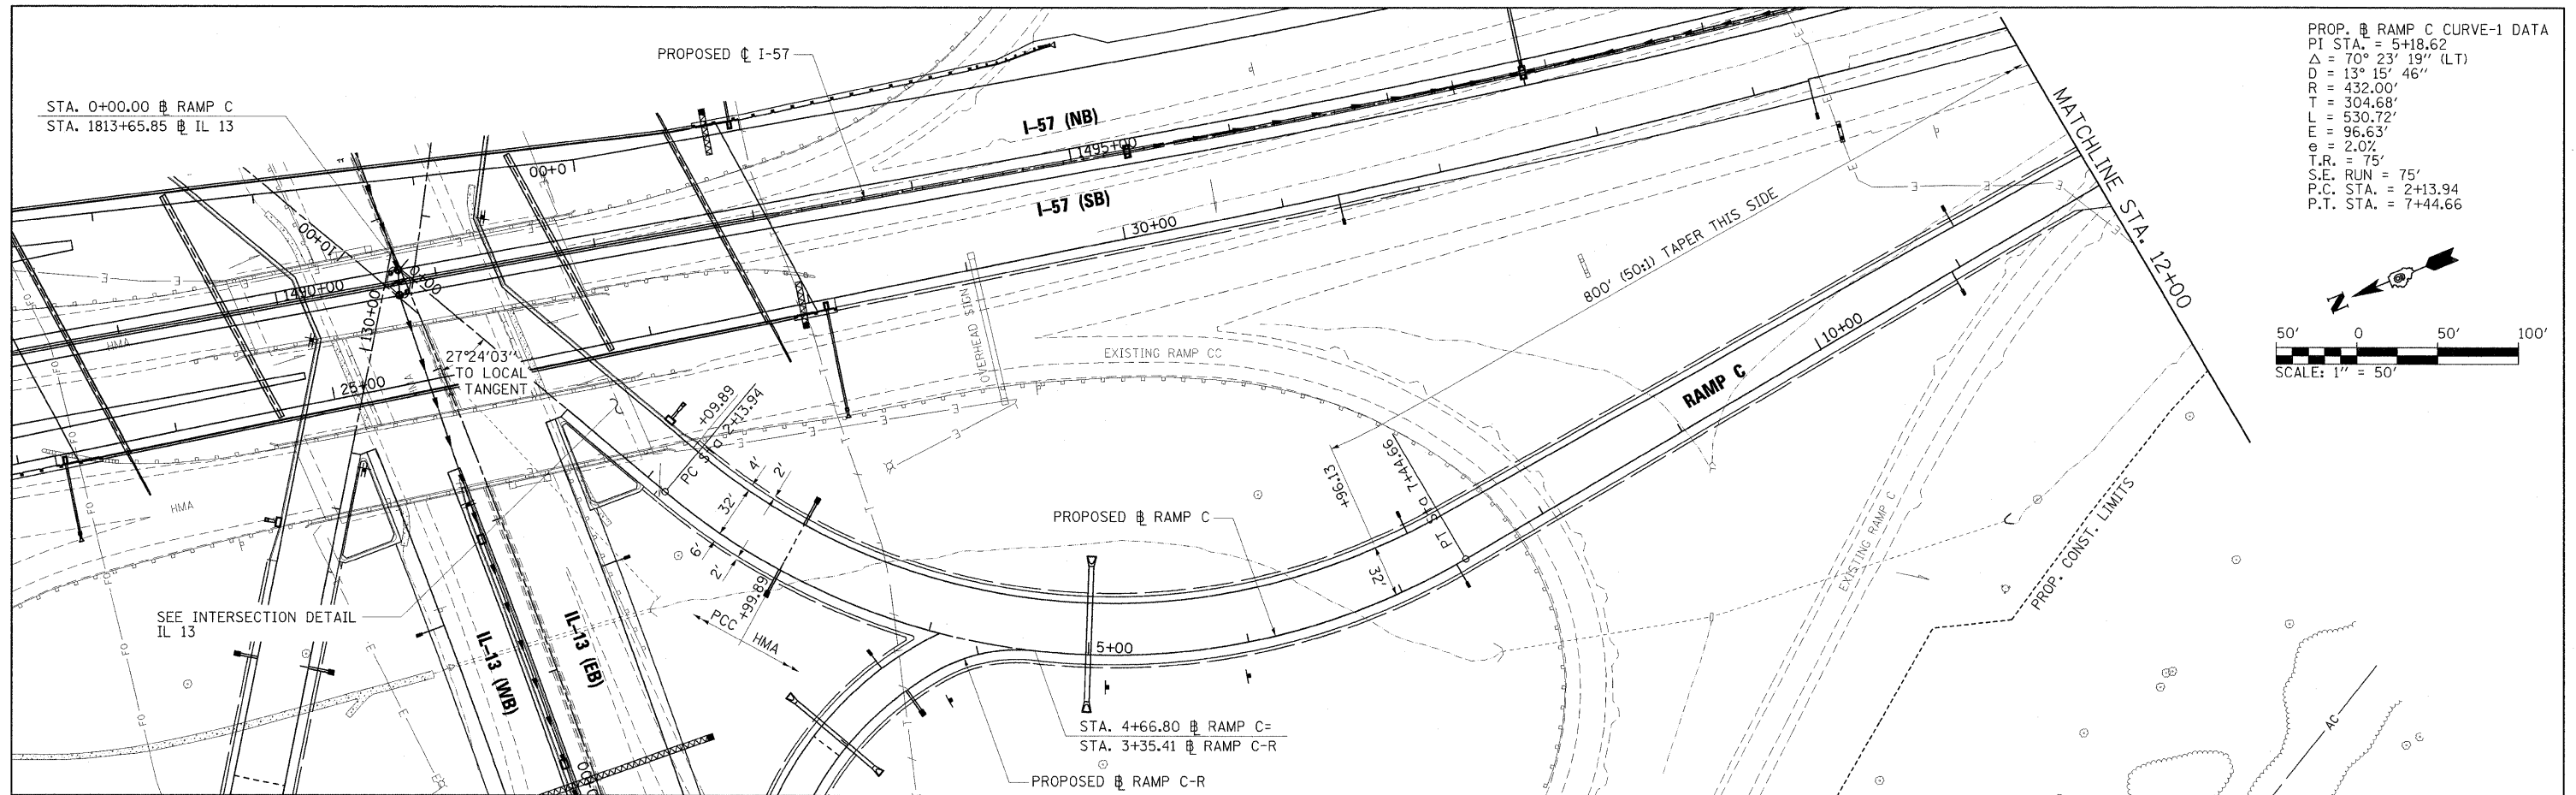 PROPOSED ℄ I-57
STA. 0+00.00 ⅊ RAMP C
STA. 1813+65.85 ⅊ IL 13
PROP. ⅊ RAMP C CURVE-1 DATA
PI STA. = 5+18.62
Δ = 70° 23' 19" (LT)
D = 13° 15' 46"
R = 432.00'
T = 304.68'
L = 530.72'
E = 96.63'
e = 2.0%
T.R. = 75'
S.E. RUN = 75'
P.C. STA. = 2+13.94
P.T. STA. = 7+44.66
I-57 (NB)
1495+00
I-57 (SB)
30+00
MATCHLINE STA. 12+00
800' (50:1) TAPER THIS SIDE
N
50' 0 50' 100'
SCALE: 1" = 50'
1490+00
130+00
25+00
HMA
27°24'03"
TO LOCAL
TANGENT
OVERHEAD SIGN
EXISTING RAMP CC
10+00
RAMP C
+09.89
PC Sta 2+13.94
4'
2'
32'
6'
2'
HMA
+96.13
PT Sta 7+44.66
32'
PROPOSED ⅊ RAMP C
PCC +99.89
HMA
EXISTING RAMP C
PROP. CONST. LIMITS
SEE INTERSECTION DETAIL
IL 13
IL-13 (WB)
IL-13 (EB)
5+00
STA. 4+66.80 ⅊ RAMP C=
STA. 3+35.41 ⅊ RAMP C-R
PROPOSED ⅊ RAMP C-R
AC